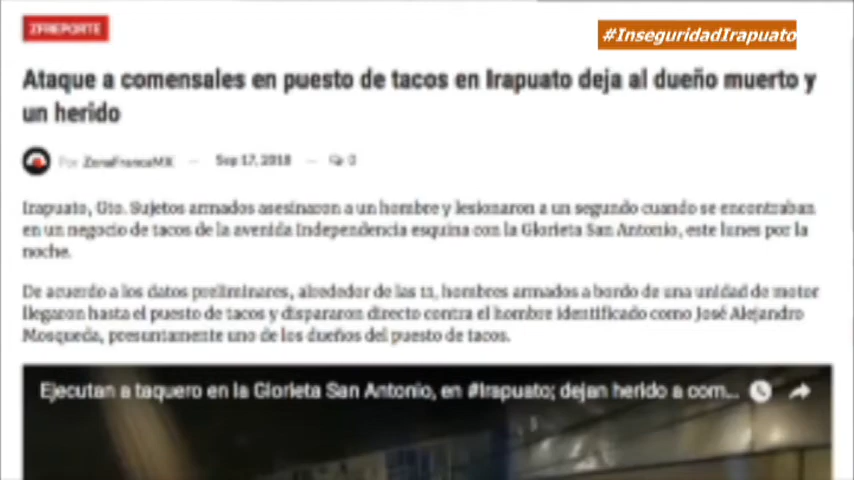 ZFREPORTE
#InseguridadIrapuato
Ataque a comensales en puesto de tacos en Irapuato deja al dueño muerto y
un herido
Por ZonaFrancaMX — Sep 17, 2018 — 0
Irapuato, Gto. Sujetos armados asesinaron a un hombre y lesionaron a un segundo cuando se encontraban
en un negocio de tacos de la avenida Independencia esquina con la Glorieta San Antonio, este lunes por la
noche.
De acuerdo a los datos preliminares, alrededor de las 11, hombres armados a bordo de una unidad de motor
llegaron hasta el puesto de tacos y dispararon directo contra el hombre identificado como José Alejandro
Mosqueda, presuntamente uno de los dueños del puesto de tacos.
Ejecutan a taquero en la Glorieta San Antonio, en #Irapuato; dejan herido a com...